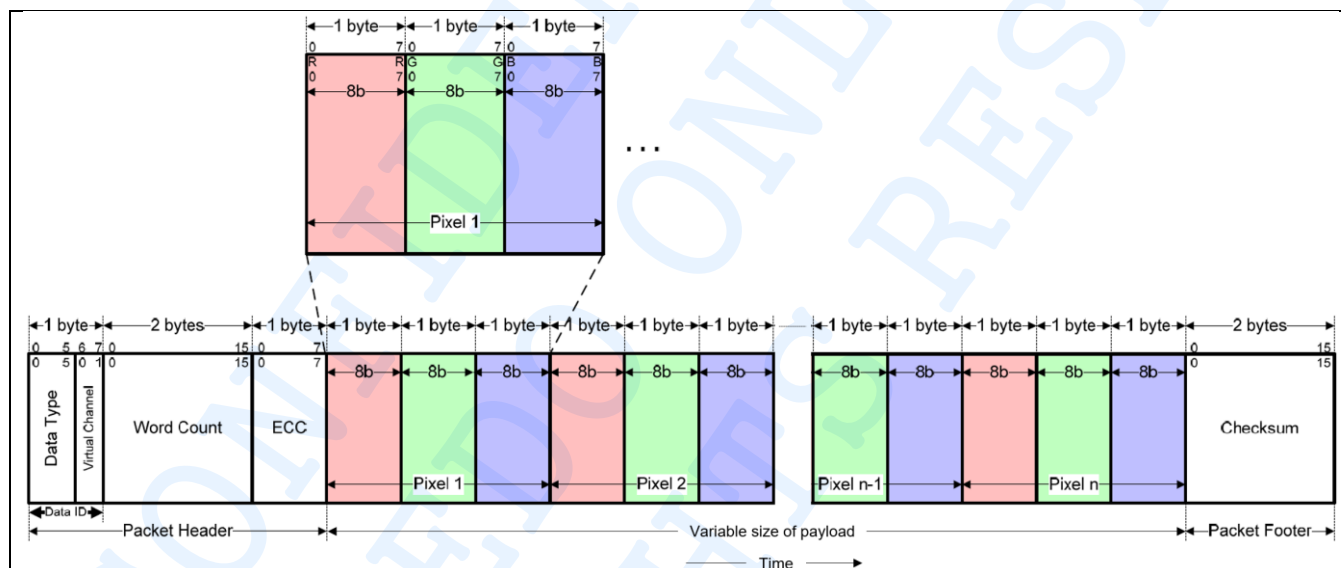 1 byte 1 byte 1 byte
0 7 0 7 0 7
R R G G B B
0 7 0 7 0 7
8b 8b 8b
...
Pixel 1
1 byte 2 bytes 1 byte 1 byte 1 byte 1 byte 1 byte 1 byte 1 byte 1 byte 1 byte 1 byte 1 byte 1 byte 2 bytes
0 5 6 7 0 15 0 7 0 15
0 5 0 1 0 15 0 7 8b 8b 8b 8b 8b 8b 8b 8b 8b 8b 8b 0 15
Data Type
Virtual Channel
Word Count
ECC
Checksum
Pixel 1 Pixel 2 Pixel n-1 Pixel n
Data ID
Packet Header Variable size of payload Packet Footer
Time